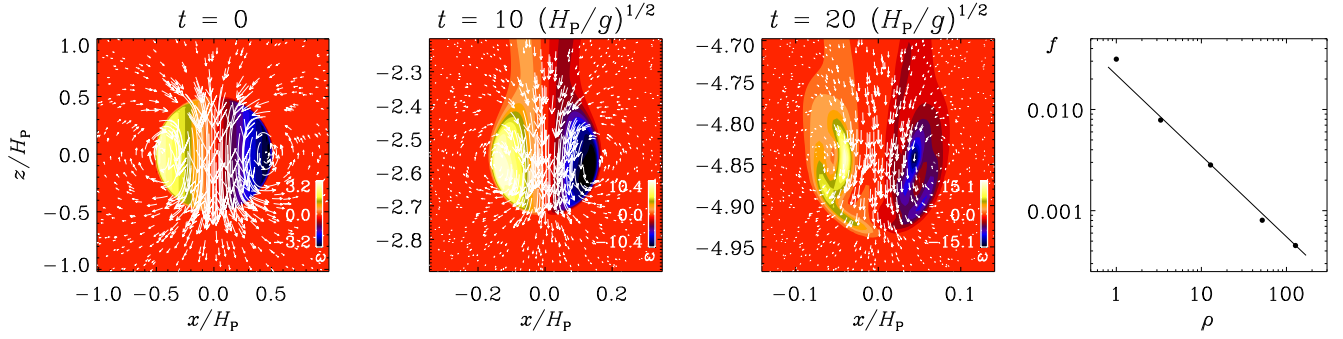 t = 0
1.0
0.5
0.0
−0.5
−1.0
z/H_P
3.2
0.0
−3.2
ω
−1.0 −0.5 0.0 0.5
x/H_P
t = 10 (H_P/g)^1/2
−2.3
−2.4
−2.5
−2.6
−2.7
−2.8
10.4
0.0
−10.4
ω
−0.2 0.0 0.2
x/H_P
t = 20 (H_P/g)^1/2
−4.70
−4.75
−4.80
−4.85
−4.90
−4.95
15.1
0.0
−15.1
ω
−0.1 0.0 0.1
x/H_P
f
0.010
0.001
1 10 100
ρ